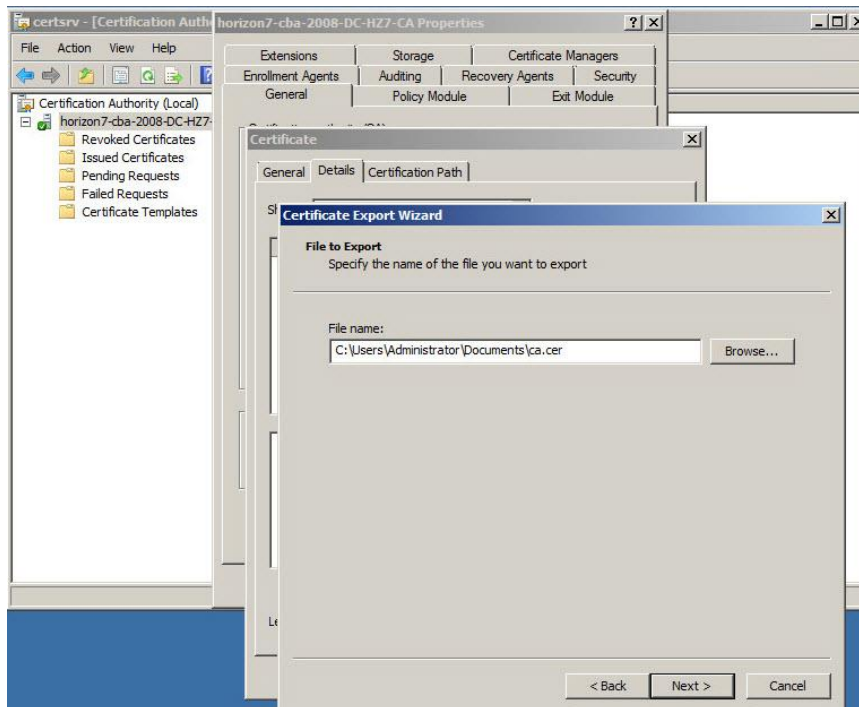 certsrv - [Certification Auth
horizon7-cba-2008-DC-HZ7-CA Properties
File Action View Help
Extensions Storage Certificate Managers
Enrollment Agents Auditing Recovery Agents Security
General Policy Module Exit Module
Certification Authority (Local)
horizon7-cba-2008-DC-HZ7-
Revoked Certificates
Issued Certificates
Pending Requests
Failed Requests
Certificate Templates
Certificate
General Details Certification Path
Certificate Export Wizard
File to Export
Specify the name of the file you want to export
File name:
C:\Users\Administrator\Documents\ca.cer
Browse...
< Back Next > Cancel